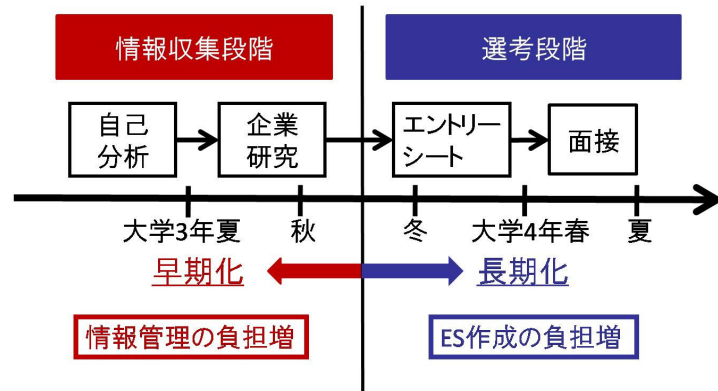 情報収集段階
選考段階
自己
分析
企業
研究
エントリー
シート
面接
大学3年夏
秋
冬
大学4年春
夏
早期化
長期化
情報管理の負担増
ES作成の負担増